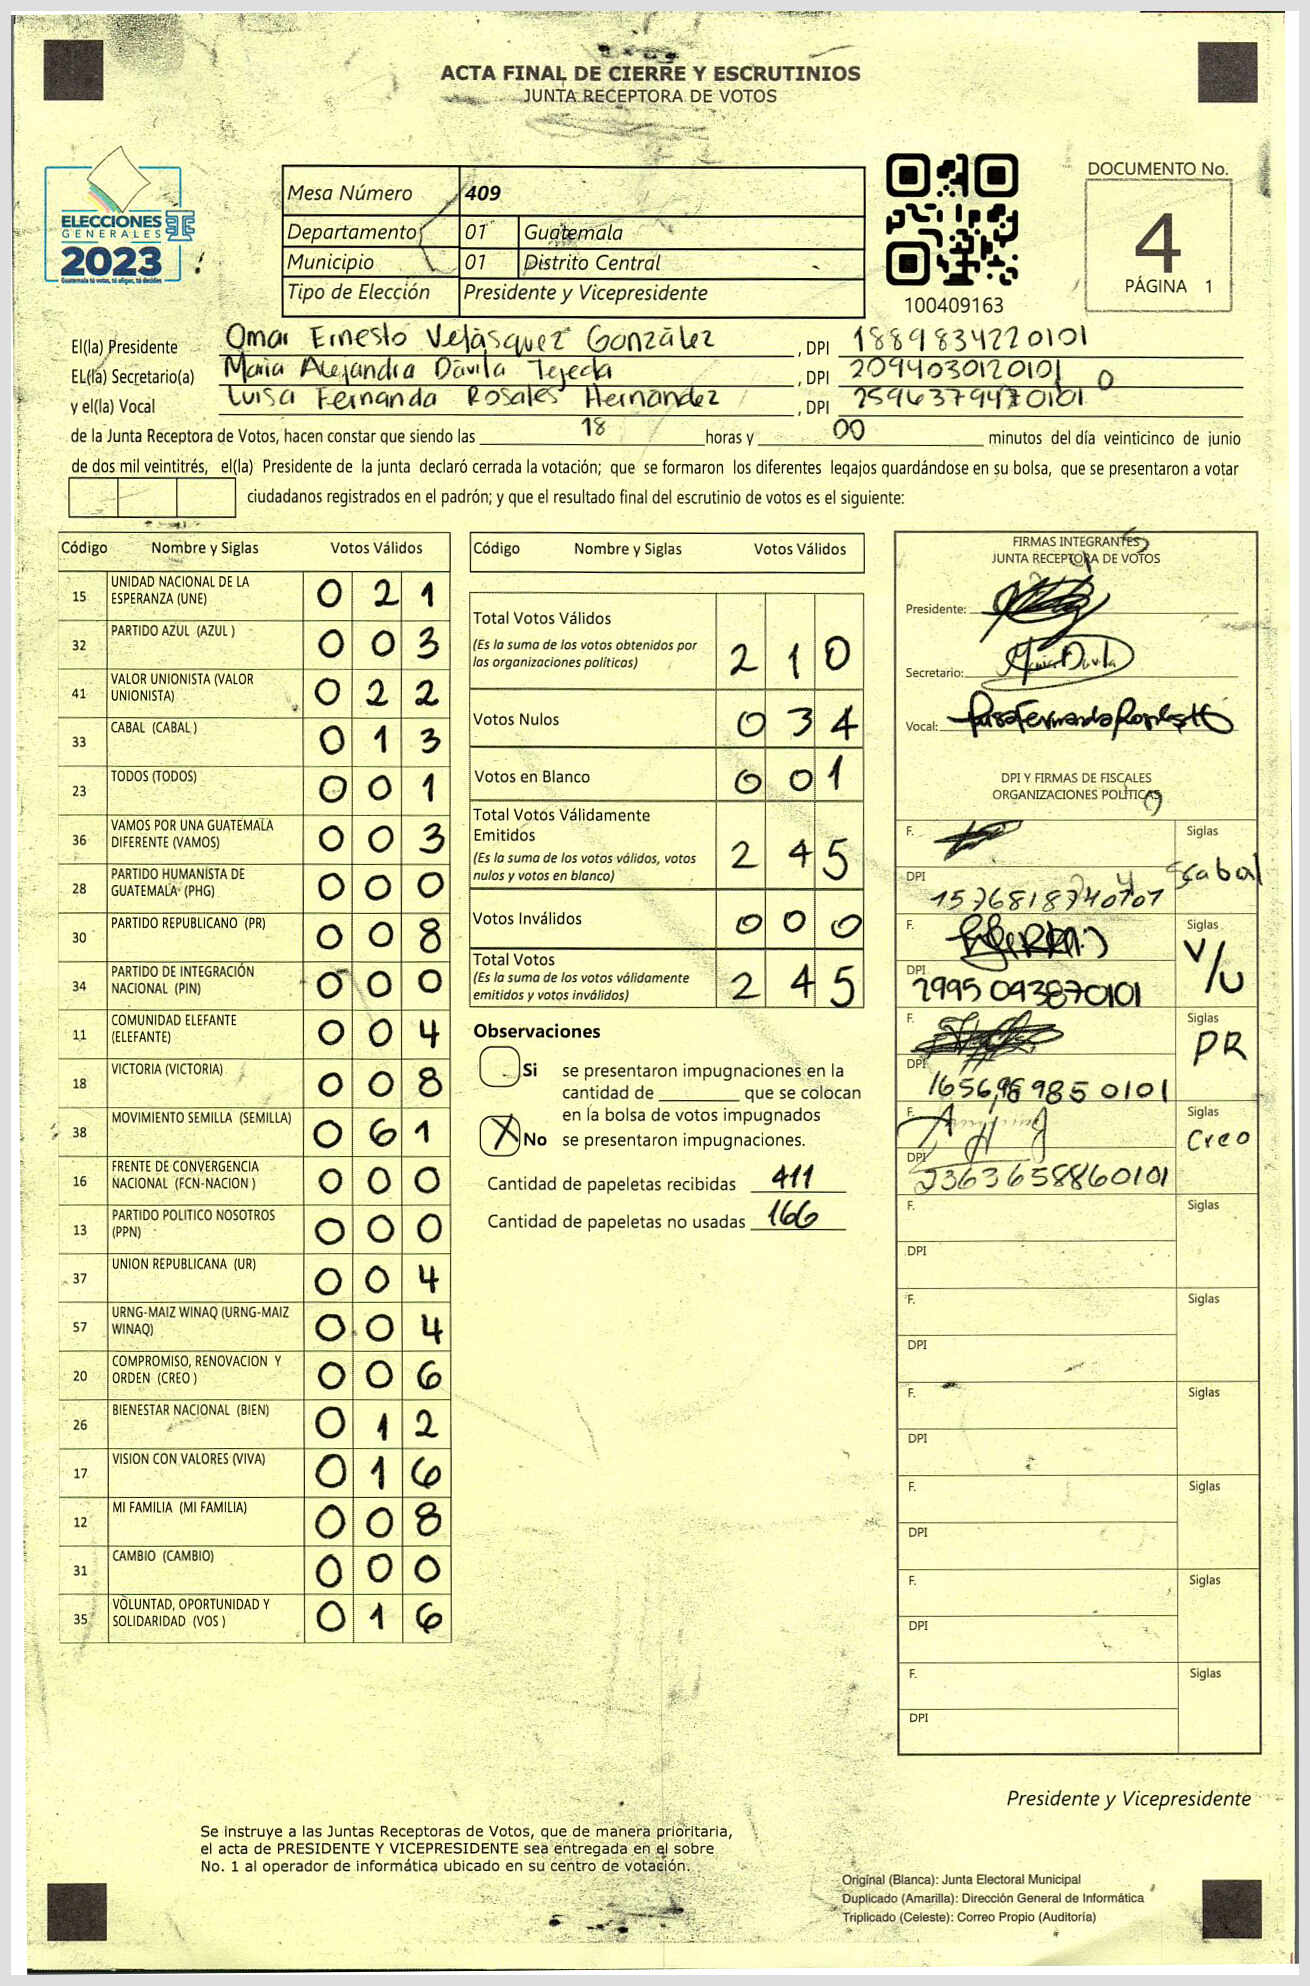 ACTA FINAL DE CIERRE Y ESCRUTINIOS
JUNTA RECEPTORA DE VOTOS
ELECCIONES
GENERALES
2023
Guatemala tú votas, tú eliges, tú decides
Mesa Número 409
Departamento 01 Guatemala
Municipio 01 Distrito Central
Tipo de Elección Presidente y Vicepresidente
100409163
DOCUMENTO No.
4
PÁGINA 1
El(la) Presidente Omar Ernesto Velásquez González , DPI 1889834220101
EL(la) Secretario(a) Maria Alejandra Dávila Tejeda , DPI 2094030120101
y el(la) Vocal Luisa Fernanda Rosales Hernandez , DPI
de la Junta Receptora de Votos, hacen constar que siendo las 18 horas y 00 minutos del día veinticinco de junio
de dos mil veintitrés, el(la) Presidente de la junta declaró cerrada la votación; que se formaron los diferentes legajos guardándose en su bolsa, que se presentaron a votar
ciudadanos registrados en el padrón; y que el resultado final del escrutinio de votos es el siguiente:
Código Nombre y Siglas Votos Válidos
15 UNIDAD NACIONAL DE LA ESPERANZA (UNE) 0 2 1
32 PARTIDO AZUL (AZUL ) 0 0 3
41 VALOR UNIONISTA (VALOR UNIONISTA) 0 2 2
33 CABAL (CABAL ) 0 1 3
23 TODOS (TODOS) 0 0 1
36 VAMOS POR UNA GUATEMALA DIFERENTE (VAMOS) 0 0 3
28 PARTIDO HUMANISTA DE GUATEMALA (PHG) 0 0 0
30 PARTIDO REPUBLICANO (PR) 0 0 8
34 PARTIDO DE INTEGRACIÓN NACIONAL (PIN) 0 0 0
11 COMUNIDAD ELEFANTE (ELEFANTE) 0 0 4
18 VICTORIA (VICTORIA) 0 0 8
38 MOVIMIENTO SEMILLA (SEMILLA) 0 6 1
16 FRENTE DE CONVERGENCIA NACIONAL (FCN-NACION ) 0 0 0
13 PARTIDO POLITICO NOSOTROS (PPN) 0 0 0
37 UNION REPUBLICANA (UR) 0 0 4
57 URNG-MAIZ WINAQ (URNG-MAIZ WINAQ) 0 0 4
20 COMPROMISO, RENOVACION Y ORDEN (CREO ) 0 0 6
26 BIENESTAR NACIONAL (BIEN) 0 1 2
17 VISION CON VALORES (VIVA) 0 1 6
12 MI FAMILIA (MI FAMILIA) 0 0 8
31 CAMBIO (CAMBIO) 0 0 0
35 VOLUNTAD, OPORTUNIDAD Y SOLIDARIDAD (VOS ) 0 1 6
Código Nombre y Siglas Votos Válidos
Total Votos Válidos 2 1 0
(Es la suma de los votos obtenidos por
las organizaciones políticas)
Votos Nulos 0 3 4
Votos en Blanco 0 0 1
Total Votos Válidamente
Emitidos 2 4 5
(Es la suma de los votos válidos, votos
nulos y votos en blanco)
Votos Inválidos 0 0 0
Total Votos 2 4 5
(Es la suma de los votos válidamente
emitidos y votos inválidos)
Observaciones
Si se presentaron impugnaciones en la
cantidad de ________ que se colocan
en la bolsa de votos impugnados
X No se presentaron impugnaciones.
Cantidad de papeletas recibidas 411
Cantidad de papeletas no usadas 166
FIRMAS INTEGRANTES
JUNTA RECEPTORA DE VOTOS
Presidente:
Secretario: Maria Dávila
Vocal: Luisa Fernanda Rosales H
DPI Y FIRMAS DE FISCALES
ORGANIZACIONES POLÍTICAS
F. Siglas
cabal
DPI
F. Siglas
V/U
DPI 2995093870101
F. Siglas
PR
DPI
F. Siglas
Creo
DPI 2363658860101
F. Siglas
DPI
F. Siglas
DPI
F. Siglas
DPI
F. Siglas
DPI
F. Siglas
DPI
F. Siglas
DPI
Presidente y Vicepresidente
Se instruye a las Juntas Receptoras de Votos, que de manera prioritaria,
el acta de PRESIDENTE Y VICEPRESIDENTE sea entregada en el sobre
No. 1 al operador de informática ubicado en su centro de votación.
Original (Blanca): Junta Electoral Municipal
Duplicado (Amarilla): Dirección General de Informática
Triplicado (Celeste): Correo Propio (Auditoría)